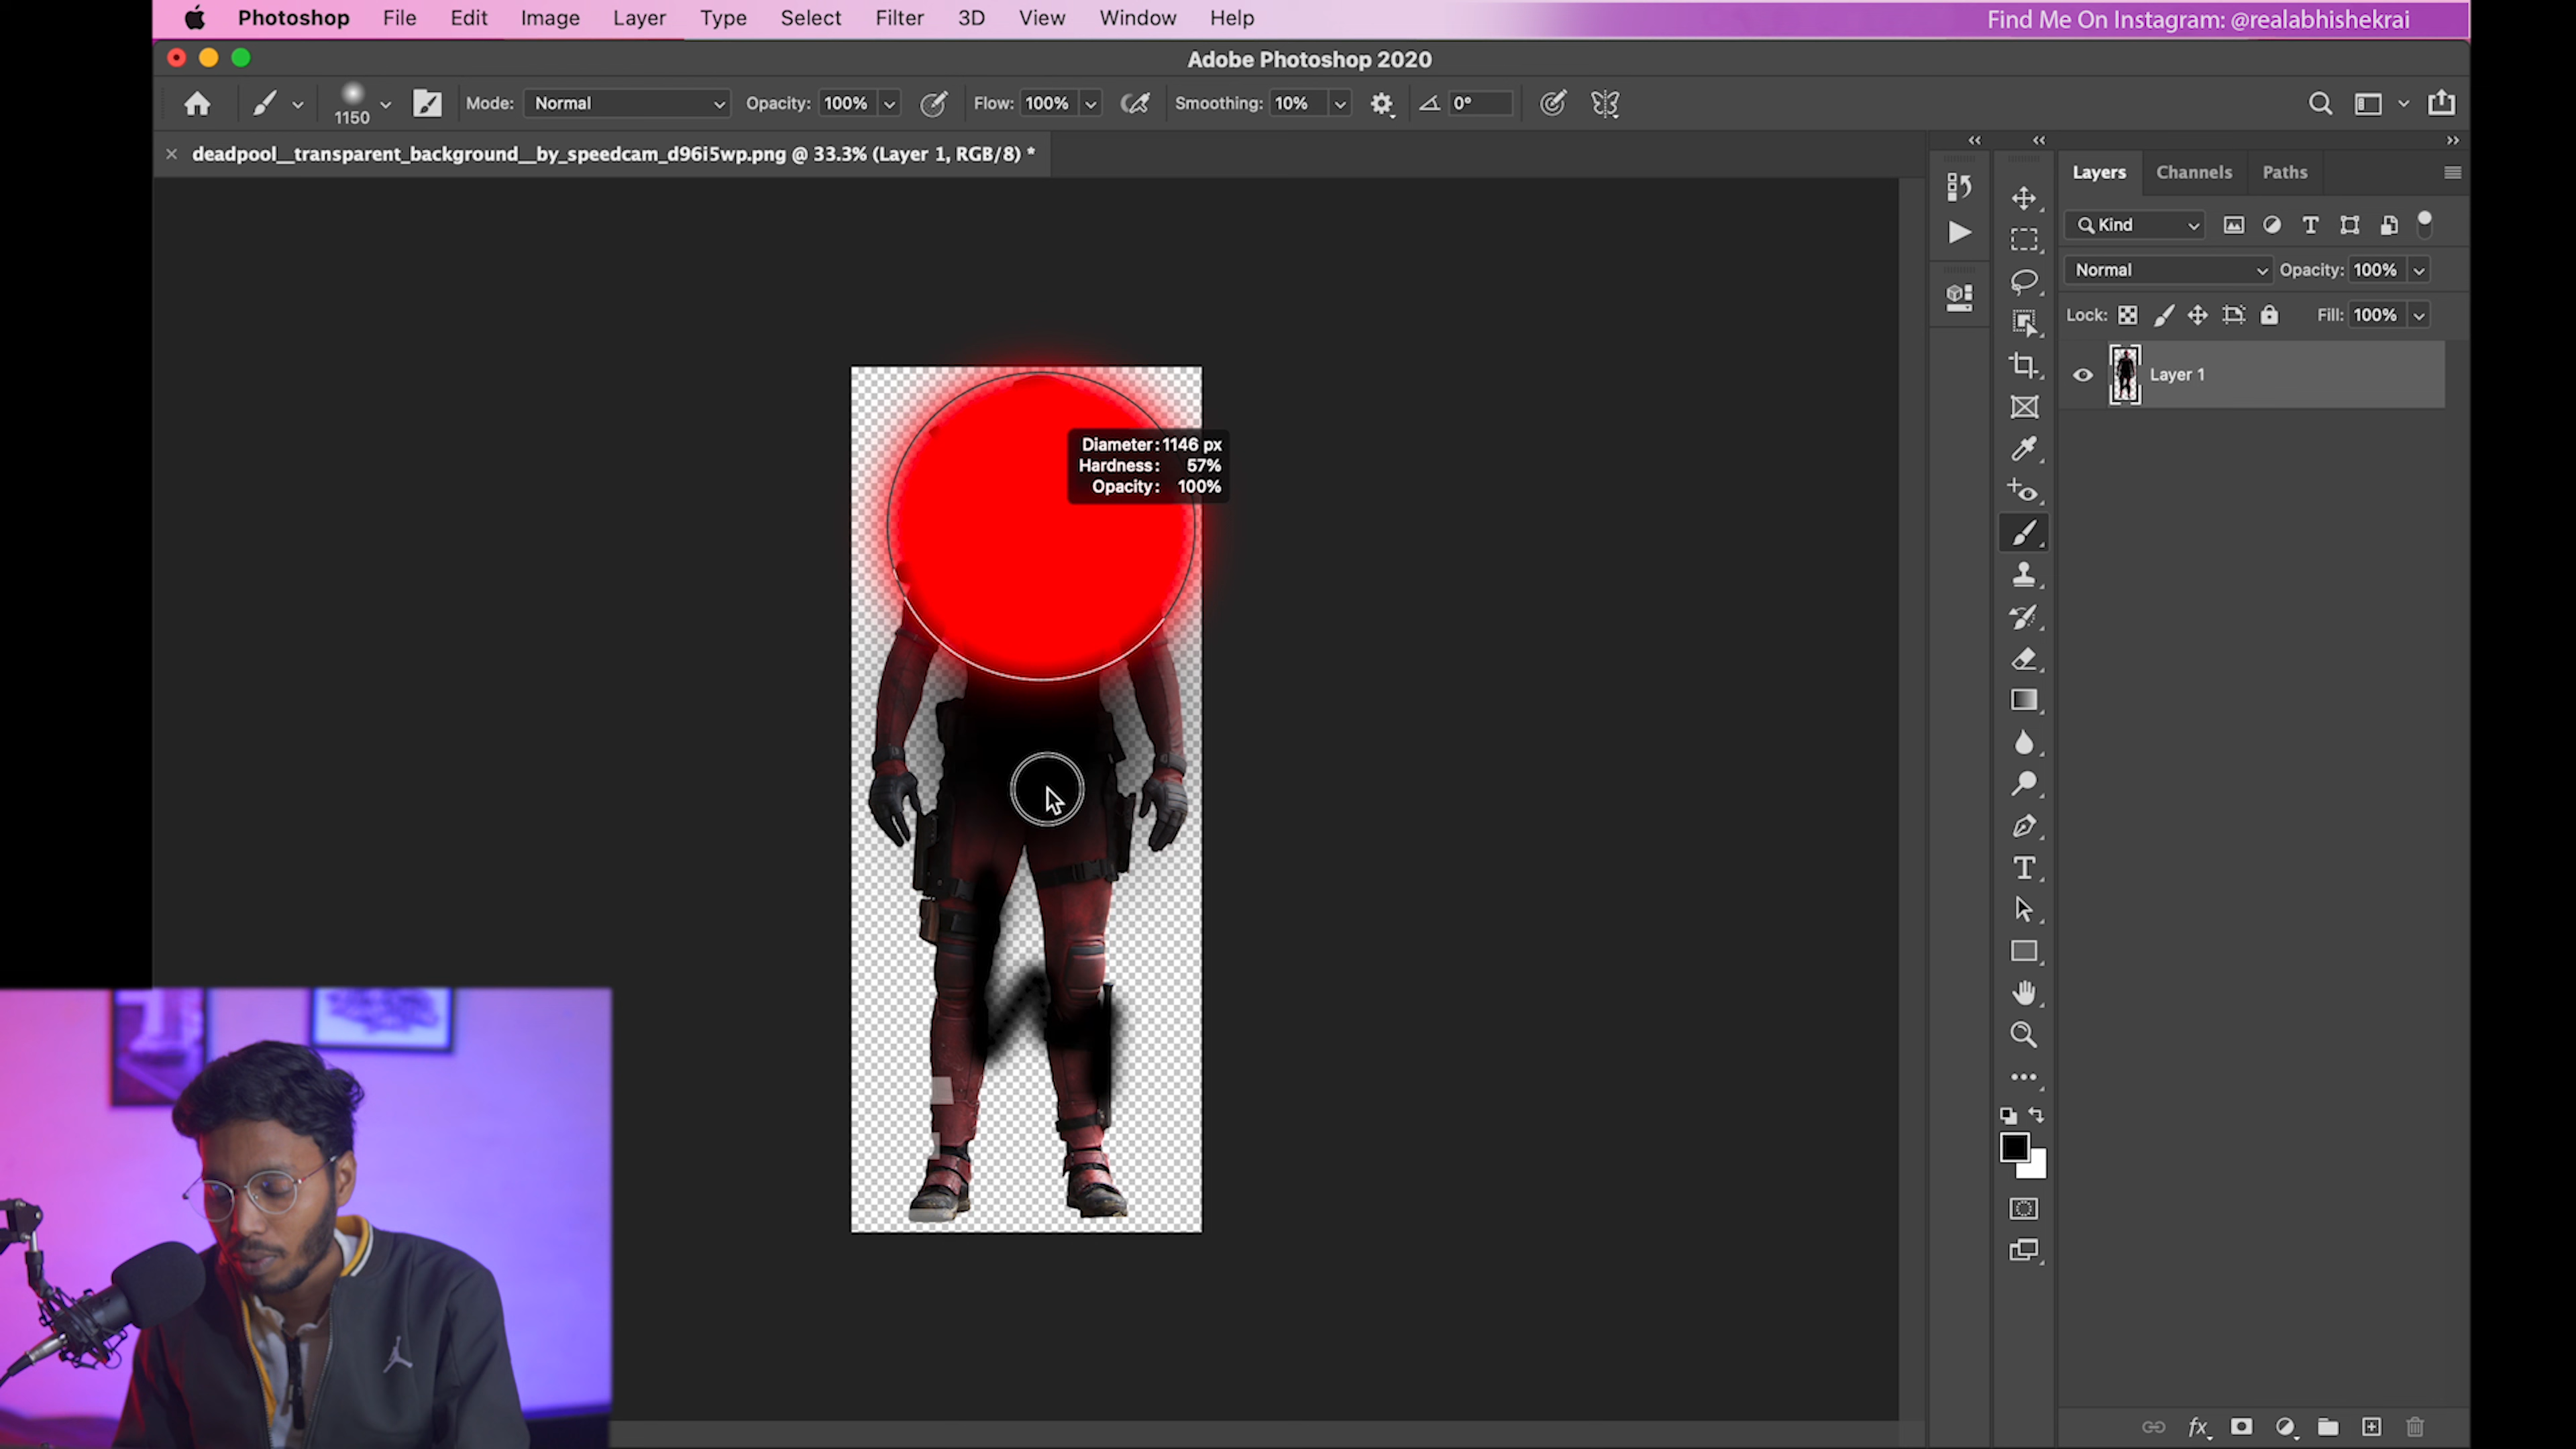 Photoshop File Edit Image Layer Type Select Filter 3D View Window Help
Find Me On Instagram: @realabhishekrai
Adobe Photoshop 2020
1150
Mode: Normal Opacity: 100% Flow: 100% Smoothing: 10% 0°
deadpool__transparent_background__by_speedcam_d96i5wp.png @ 33.3% (Layer 1, RGB/8) *
Layers Channels Paths
Kind
Normal Opacity: 100%
Lock: Fill: 100%
Layer 1
Diameter: 1146 px
Hardness: 57%
Opacity: 100%